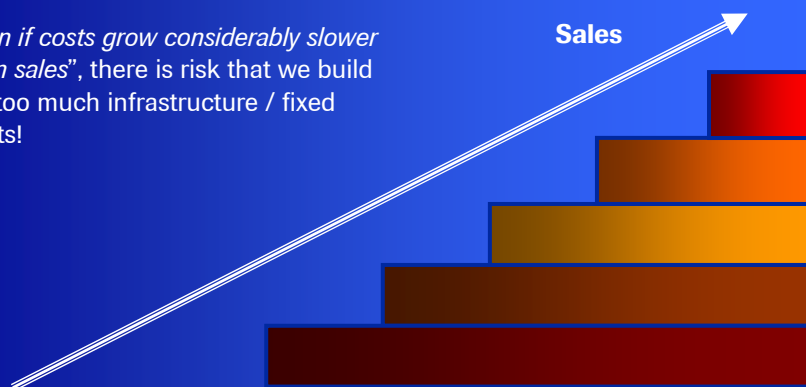 n if costs grow considerably slower
n sales”, there is risk that we build
too much infrastructure / fixed
ts!
Sales